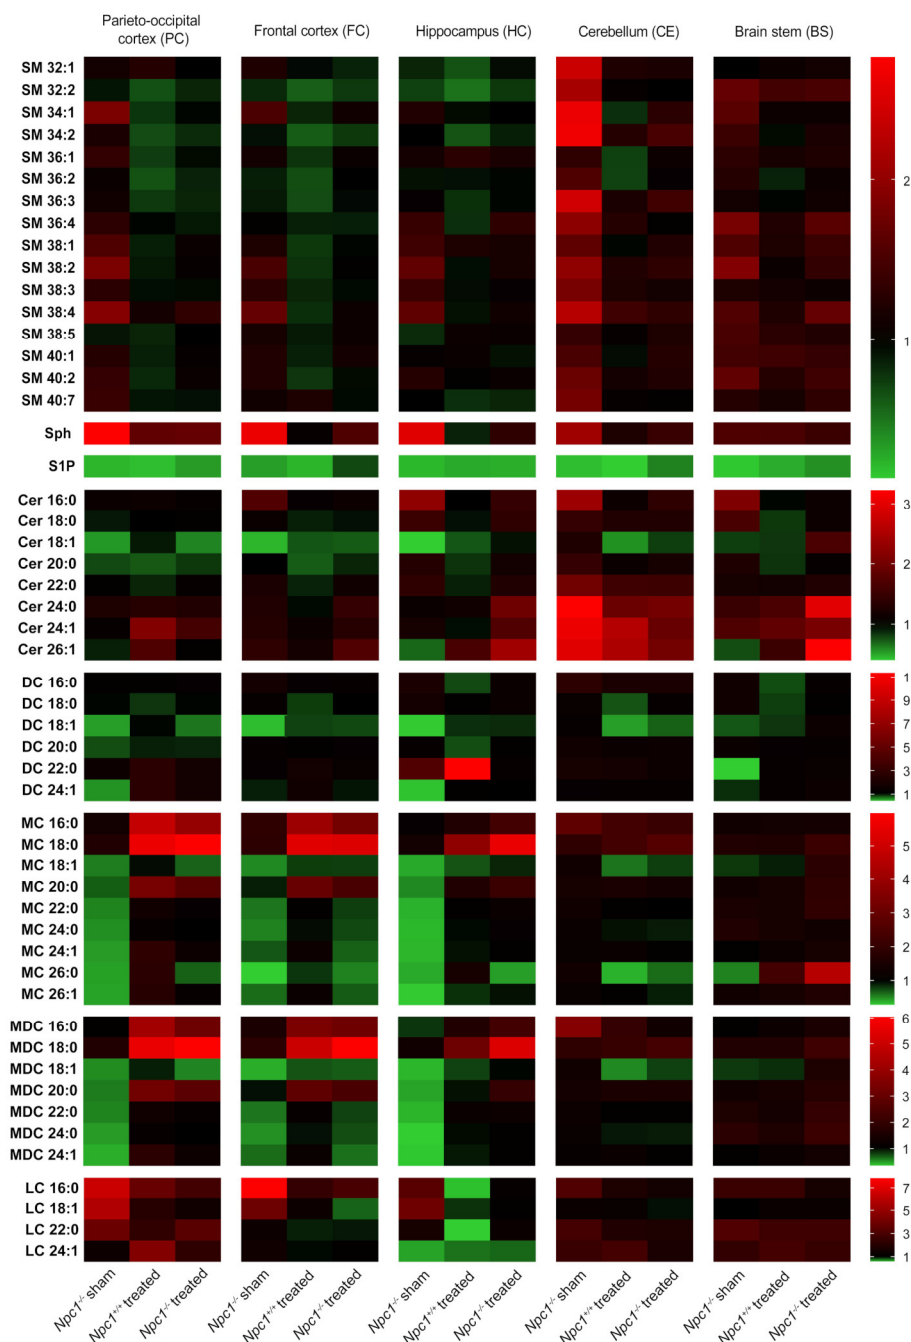 Parieto-occipital
cortex (PC)
Frontal cortex (FC)
Hippocampus (HC)
Cerebellum (CE)
Brain stem (BS)
SM 32:1
SM 32:2
SM 34:1
SM 34:2
SM 36:1
SM 36:2
SM 36:3
SM 36:4
SM 38:1
SM 38:2
SM 38:3
SM 38:4
SM 38:5
SM 40:1
SM 40:2
SM 40:7
2
1
Sph
S1P
Cer 16:0
Cer 18:0
Cer 18:1
Cer 20:0
Cer 22:0
Cer 24:0
Cer 24:1
Cer 26:1
3
2
1
DC 16:0
DC 18:0
DC 18:1
DC 20:0
DC 22:0
DC 24:1
1
9
5
3
1
MC 16:0
MC 18:0
MC 18:1
MC 20:0
MC 22:0
MC 24:0
MC 24:1
MC 26:0
MC 26:1
5
4
3
2
1
MDC 16:0
MDC 18:0
MDC 18:1
MDC 20:0
MDC 22:0
MDC 24:0
MDC 24:1
6
5
4
3
2
1
LC 16:0
LC 18:1
LC 22:0
LC 24:1
7
5
3
1
Npc1-/- sham
Npc1+/+ treated
Npc1-/- treated
Npc1-/- sham
Npc1+/+ treated
Npc1-/- treated
Npc1-/- sham
Npc1+/+ treated
Npc1-/- treated
Npc1-/- sham
Npc1+/+ treated
Npc1-/- treated
Npc1-/- sham
Npc1+/+ treated
Npc1-/- treated